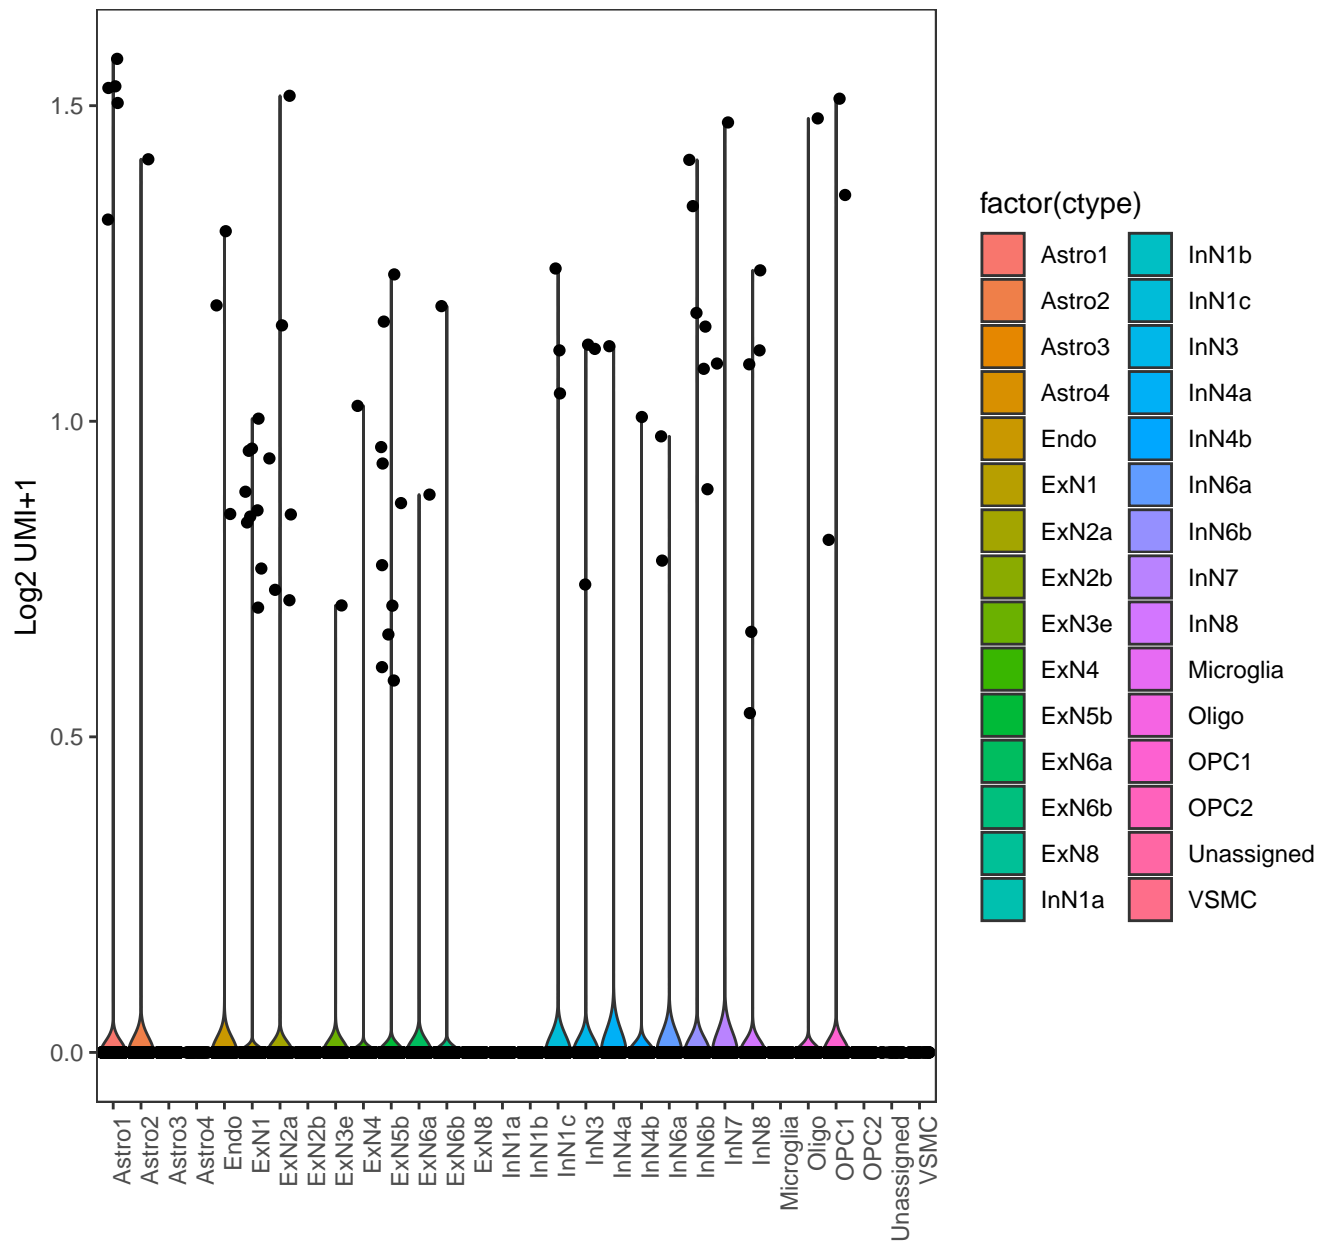 Log2 UMI+1
1.5
1.0
0.5
0.0
Astro1
Astro2
Astro3
Astro4
Endo
ExN1
ExN2a
ExN2b
ExN3e
ExN4
ExN5b
ExN6a
ExN6b
ExN8
InN1a
InN1b
InN1c
InN3
InN4a
InN4b
InN6a
InN6b
InN7
InN8
Microglia
Oligo
OPC1
OPC2
Unassigned
VSMC
factor(ctype)
Astro1
Astro2
Astro3
Astro4
Endo
ExN1
ExN2a
ExN2b
ExN3e
ExN4
ExN5b
ExN6a
ExN6b
ExN8
InN1a
InN1b
InN1c
InN3
InN4a
InN4b
InN6a
InN6b
InN7
InN8
Microglia
Oligo
OPC1
OPC2
Unassigned
VSMC